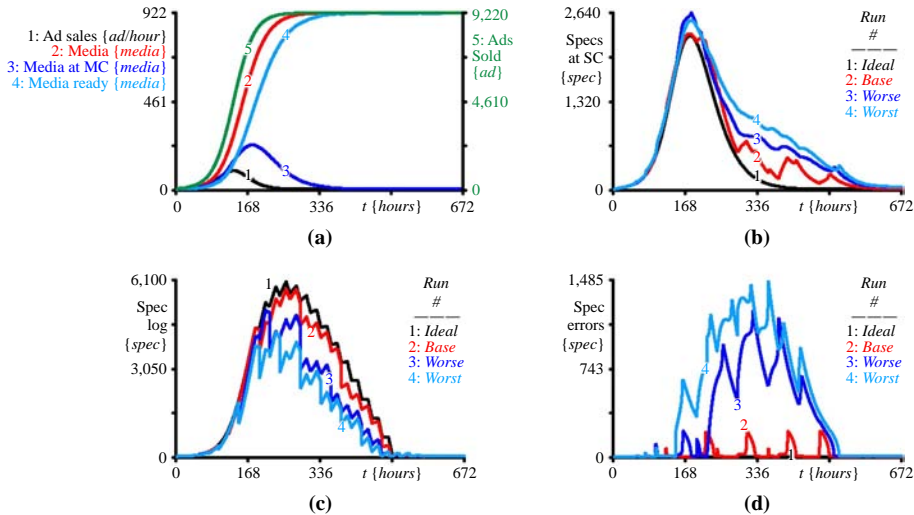 922
461
0
1: Ad sales {ad/hour}
2: Media {media}
3: Media at MC {media}
4: Media ready {media}
9,220
5: Ads
Sold
{ad}
4,610
0
5
4
2
3
1
0 168 336 t {hours} 672
(a)
2,640
Specs
at SC
{spec}
1,320
0
Run
#
1: Ideal
2: Base
3: Worse
4: Worst
4
3
2
1
0 168 336 t {hours} 672
(b)
6,100
Spec
log
{spec}
3,050
0
Run
#
1: Ideal
2: Base
3: Worse
4: Worst
1
2
3
4
0 168 336 t {hours} 672
(c)
1,485
Spec
errors
{spec}
743
0
Run
#
1: Ideal
2: Base
3: Worse
4: Worst
4
3
2
1
0 168 336 t {hours} 672
(d)